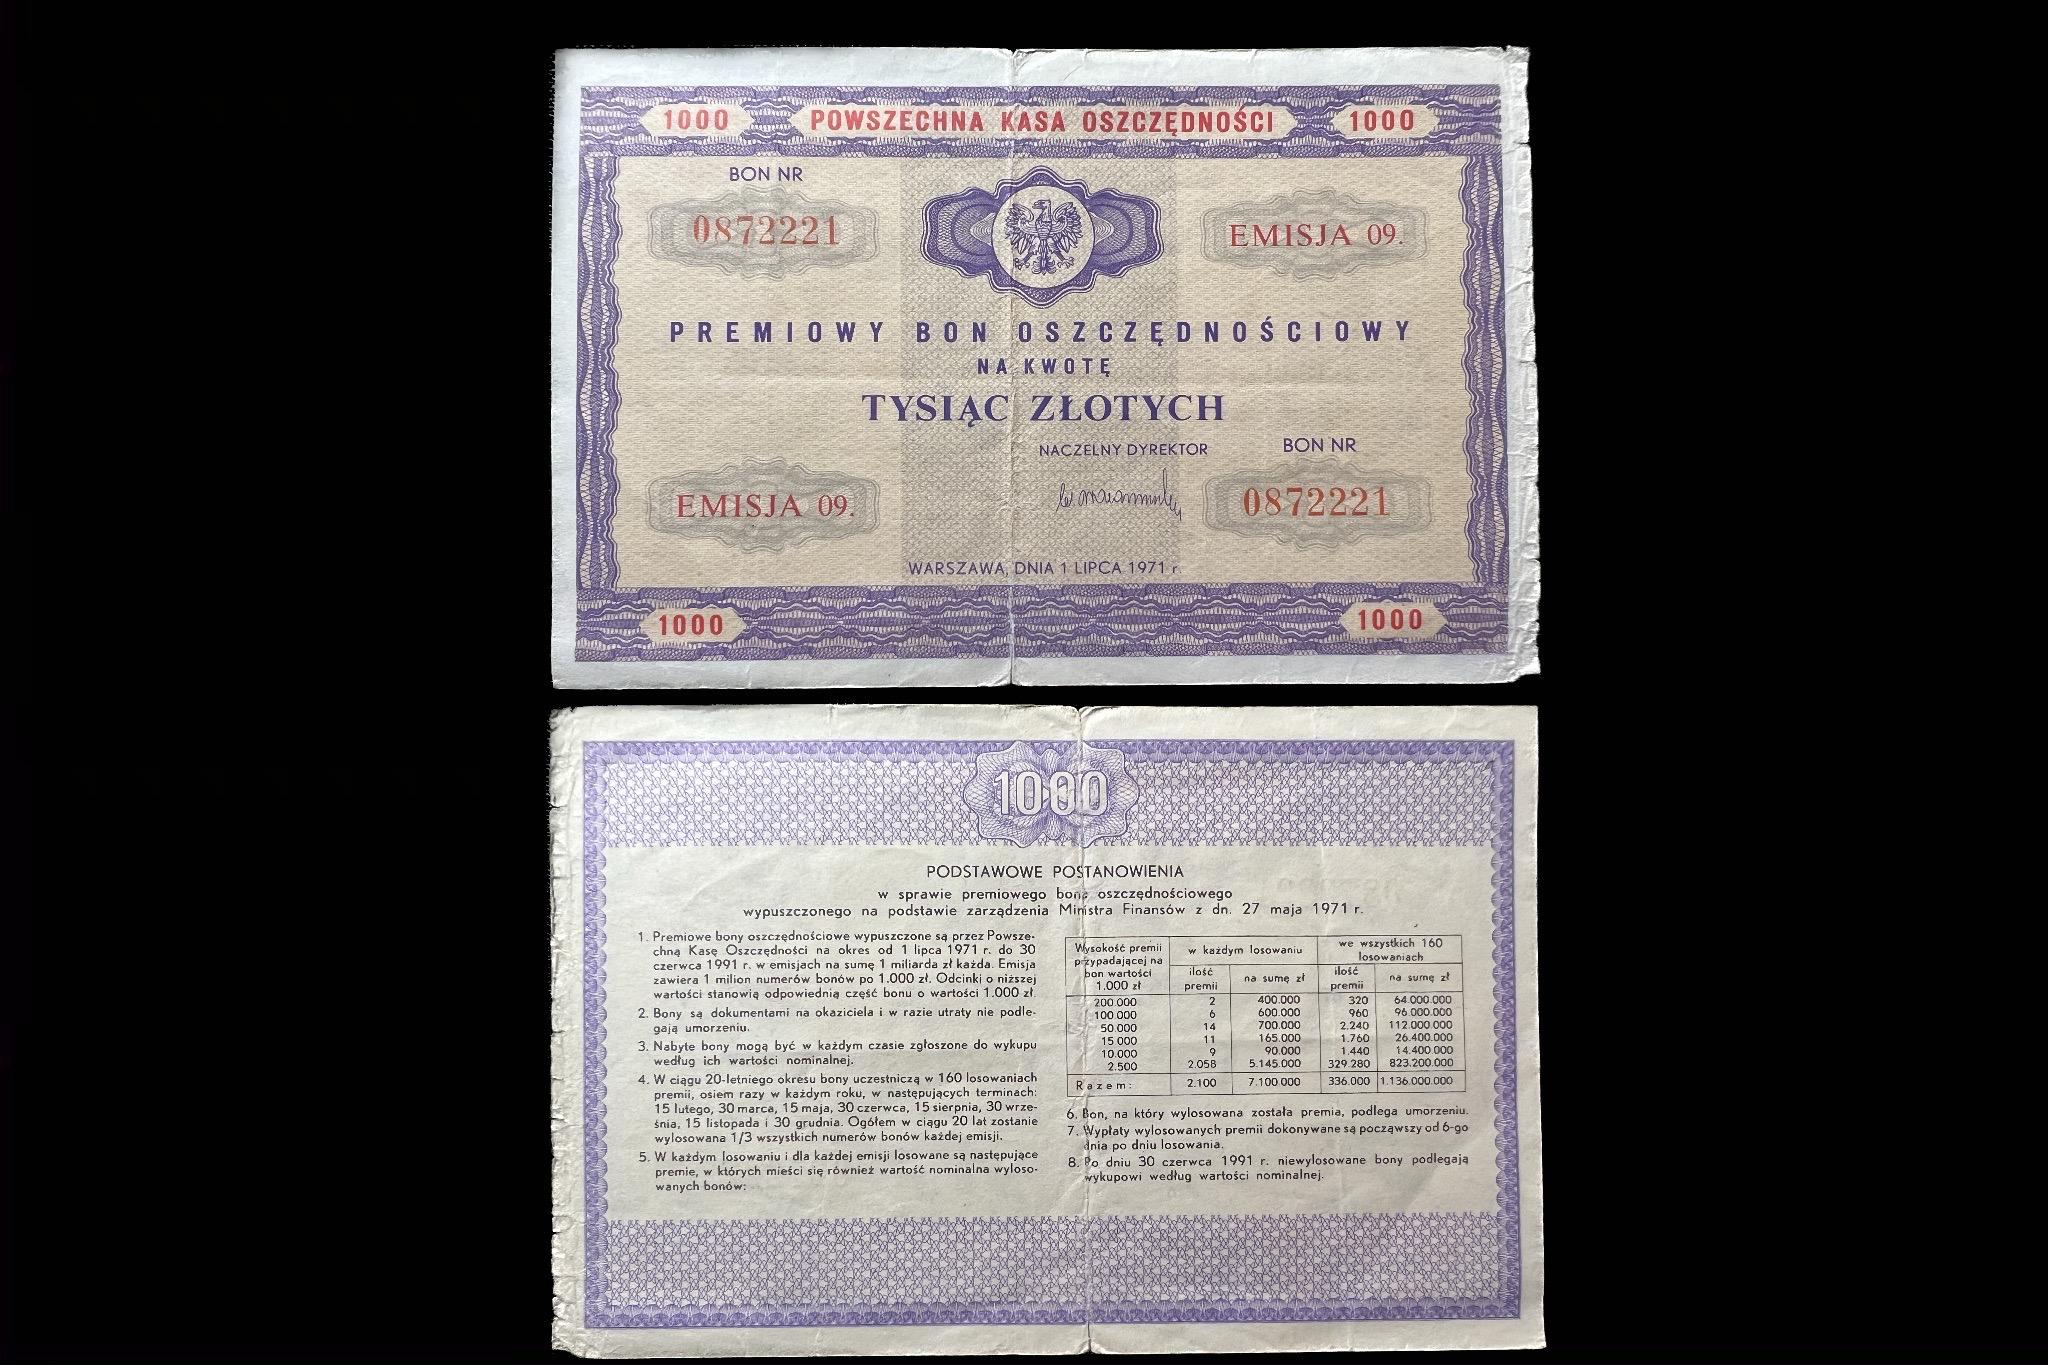 1000 POWSZECHNA KASA OSZCZĘDNOŚCI 1000
BON NR
0872221
EMISJA 09.
PREMIOWY BON OSZCZĘDNOŚCIOWY
NA KWOTĘ
TYSIĄC ZŁOTYCH
NACZELNY DYREKTOR
BON NR
EMISJA 09.
0872221
WARSZAWA, DNIA 1 LIPCA 1971 r.
1000 1000
1000
PODSTAWOWE POSTANOWIENIA
w sprawie premiowego bonu oszczędnościowego
wypuszczonego na podstawie zarządzenia Ministra Finansów z dn. 27 maja 1971 r.
1. Premiowe bony oszczędnościowe wypuszczone są przez Powsze-
chną Kasę Oszczędności na okres od 1 lipca 1971 r. do 30
czerwca 1991 r. w emisjach na sumę 1 miliarda zł każda. Emisja
zawiera 1 milion numerów bonów po 1.000 zł. Odcinki o niższej
wartości stanowią odpowiednią część bonu o wartości 1.000 zł.
2. Bony są dokumentami na okaziciela i w razie utraty nie podle-
gają umorzeniu.
3. Nabyte bony mogą być w każdym czasie zgłoszone do wykupu
według ich wartości nominalnej.
4. W ciągu 20-letniego okresu bony uczestniczą w 160 losowaniach
premii, osiem razy w każdym roku, w następujących terminach:
15 lutego, 30 marca, 15 maja, 30 czerwca, 15 sierpnia, 30 wrze-
śnia, 15 listopada i 30 grudnia. Ogółem w ciągu 20 lat zostanie
wylosowana 1/3 wszystkich numerów bonów każdej emisji.
5. W każdym losowaniu i dla każdej emisji losowane są następujące
premie, w których mieści się również wartość nominalna wyloso-
wanych bonów:
Wysokość premii
przypadającej na
bon wartości
1.000 zł
w każdym losowaniu
we wszystkich 160
losowaniach
ilość
premii
na sumę zł
ilość
premii
na sumę zł
200.000 2 400.000 320 64.000.000
100.000 6 600.000 960 96.000.000
50.000 14 700.000 2.240 112.000.000
15.000 11 165.000 1.760 26.400.000
10.000 9 90.000 1.440 14.400.000
2.500 2.058 5.145.000 329.280 823.200.000
Razem: 2.100 7.100.000 336.000 1.136.000.000
6. Bon, na który wylosowana została premia, podlega umorzeniu.
7. Wypłaty wylosowanych premii dokonywane są począwszy od 6-go
dnia po dniu losowania.
8. Po dniu 30 czerwca 1991 r. niewylosowane bony podlegają
wykupowi według wartości nominalnej.